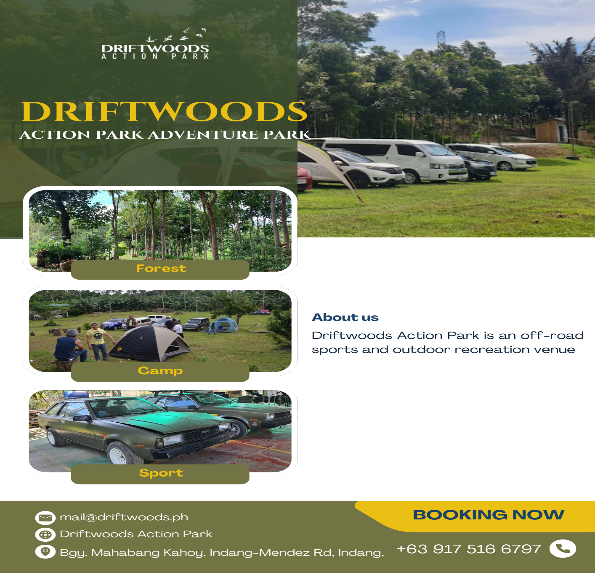 DRIFTWOODS
ACTION PARK
DRIFTWOODS
ACTION PARK ADVENTURE PARK
Forest
Camp
Sport
About us
Driftwoods Action Park is an off-road
sports and outdoor recreation venue
mail@driftwoods.ph
Driftwoods Action Park
Bgy. Mahabang Kahoy, Indang-Mendez Rd, Indang,
BOOKING NOW
+63 917 516 6797